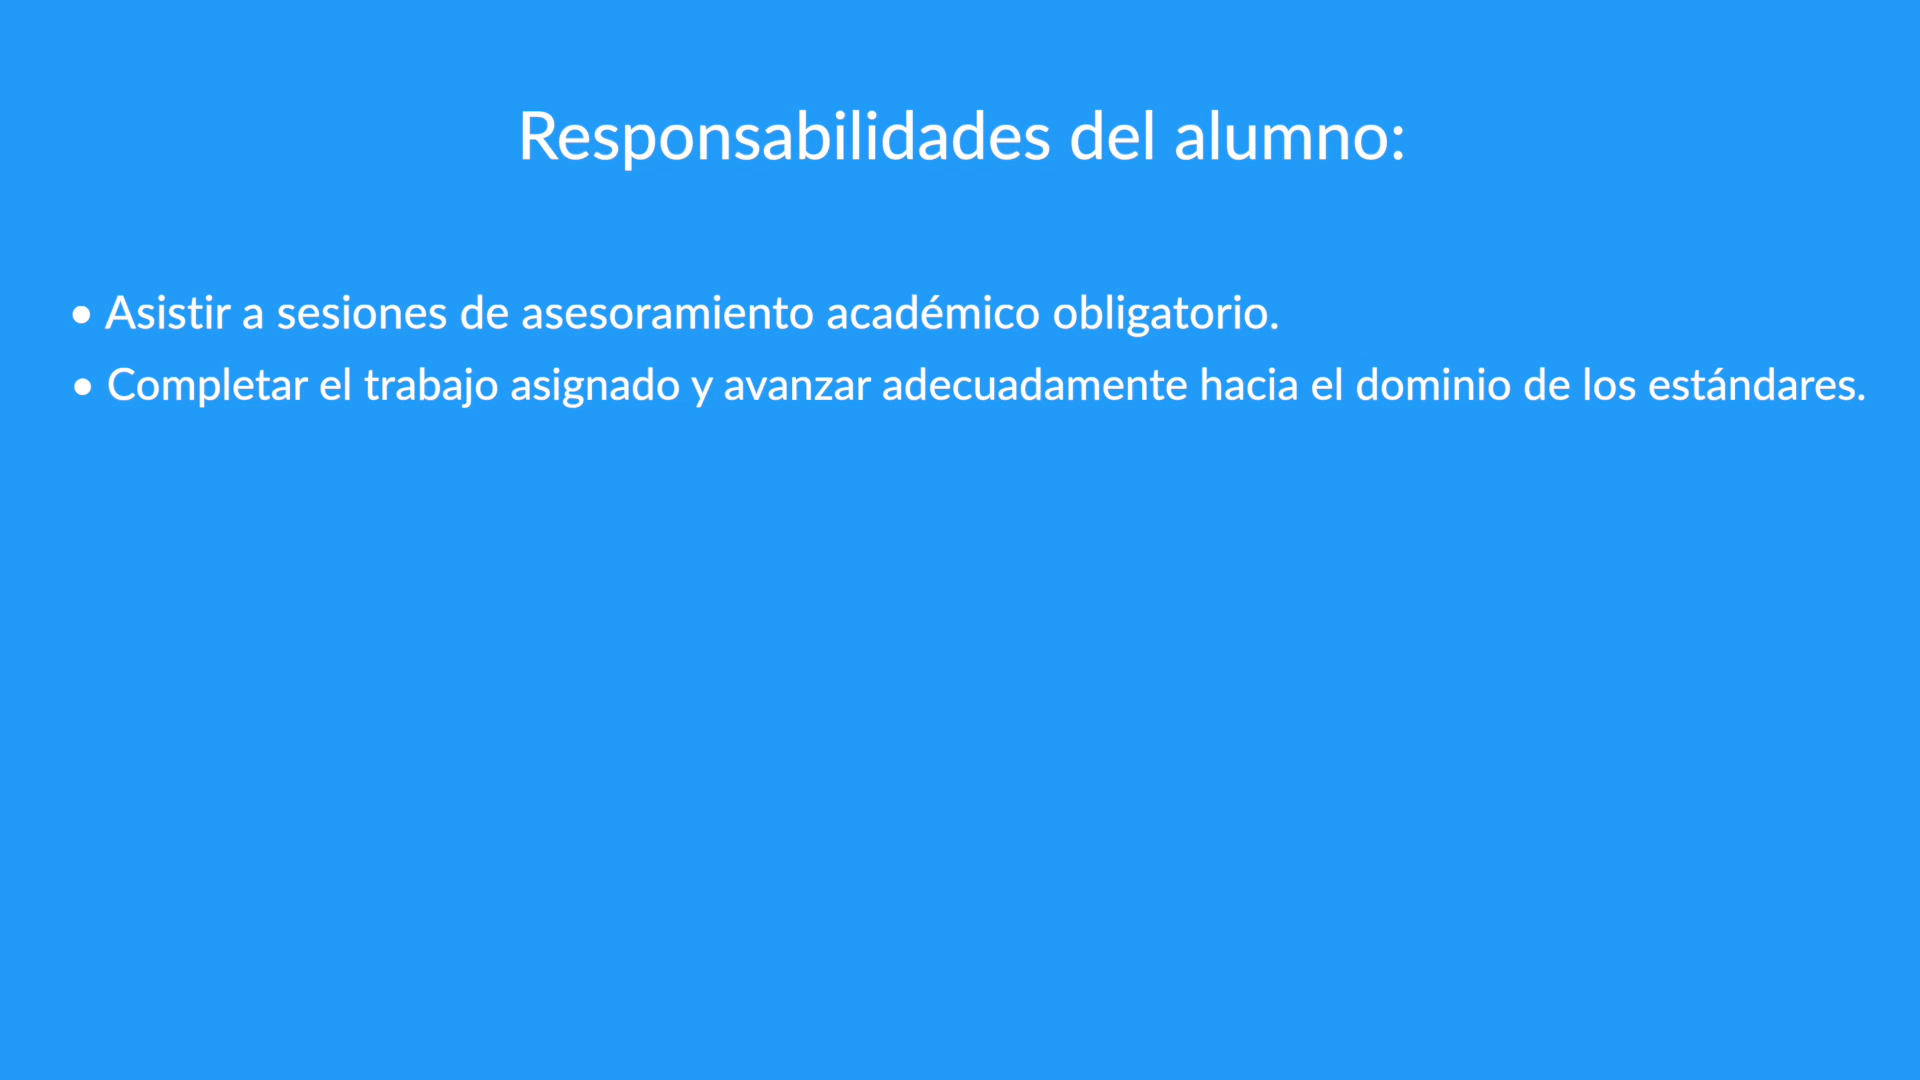 Responsabilidades del alumno:
• Asistir a sesiones de asesoramiento académico obligatorio.
• Completar el trabajo asignado y avanzar adecuadamente hacia el dominio de los estándares.